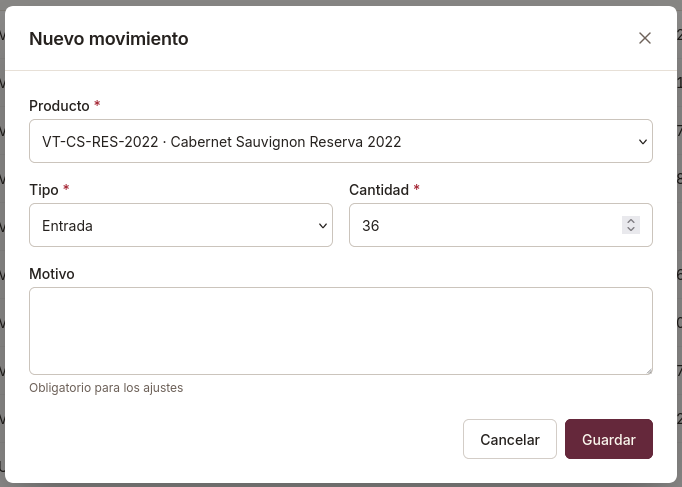 Nuevo movimiento
Producto *
VT-CS-RES-2022 · Cabernet Sauvignon Reserva 2022
Tipo * Cantidad *
Entrada 36
Motivo
Obligatorio para los ajustes
Cancelar Guardar